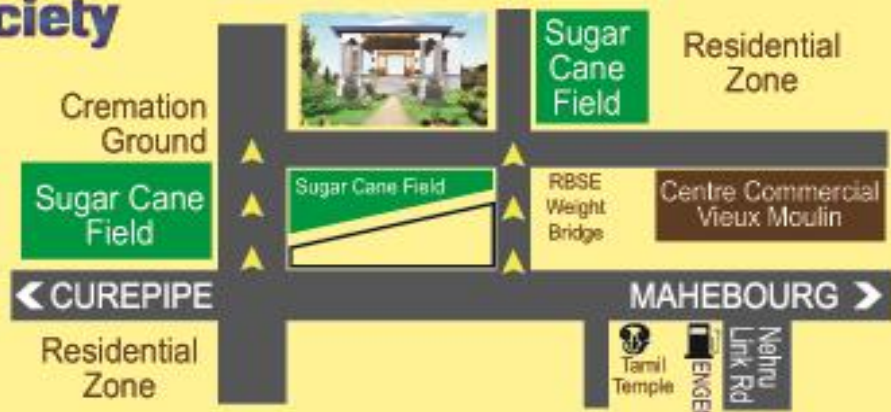 ciety
Sugar
Cane
Field
Residential
Zone
Cremation
Ground
Sugar Cane
Field
Sugar Cane Field
RBSE
Weight
Bridge
Centre Commercial
Vieux Moulin
CUREPIPE
MAHEBOURG
Residential
Zone
Tamil
Temple
ENGE
Nehru
Link Rd